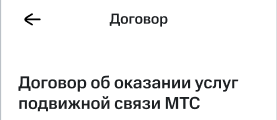 Договор
Договор об оказании услуг
подвижной связи МТС